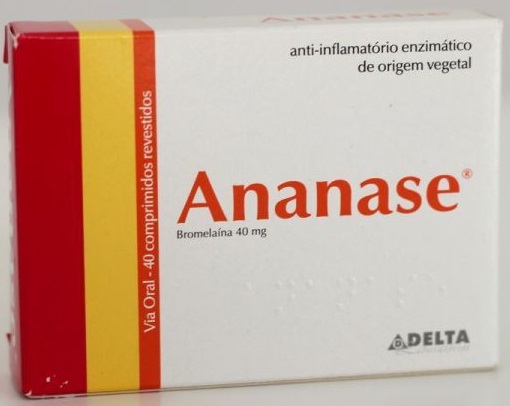 anti-inflamatório enzimático
de origem vegetal
Ananase®
Bromelaína 40 mg
Via Oral - 40 comprimidos revestidos
DELTA